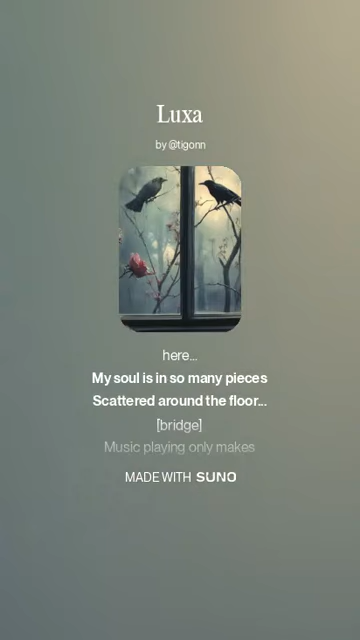 Luxa
by @tigonn
here...
My soul is in so many pieces
Scattered around the floor...
[bridge]
Music playing only makes
MADE WITH SUNO